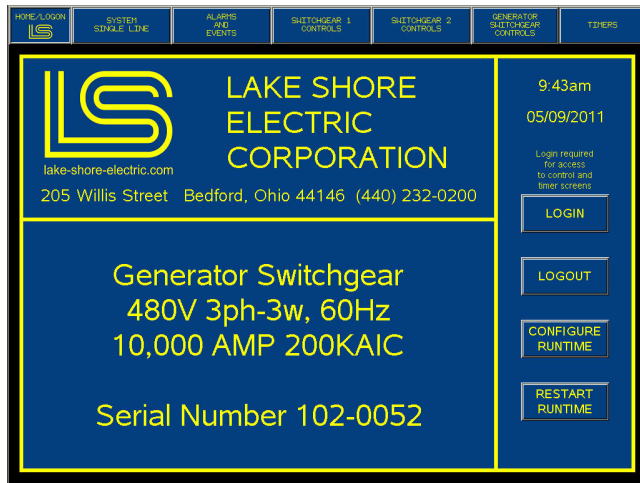 HOME/LOGON
LS
SYSTEM
SINGLE LINE
ALARMS
AND
EVENTS
SWITCHGEAR 1
CONTROLS
SWITCHGEAR 2
CONTROLS
GENERATOR
SWITCHGEAR
CONTROLS
TIMERS
LS
lake-shore-electric.com
LAKE SHORE
ELECTRIC
CORPORATION
205 Willis Street Bedford, Ohio 44146 (440) 232-0200
Generator Switchgear
480V 3ph-3w, 60Hz
10,000 AMP 200KAIC
Serial Number 102-0052
9:43am
05/09/2011
Login required
for access
to control and
timer screens
LOGIN
LOGOUT
CONFIGURE
RUNTIME
RESTART
RUNTIME